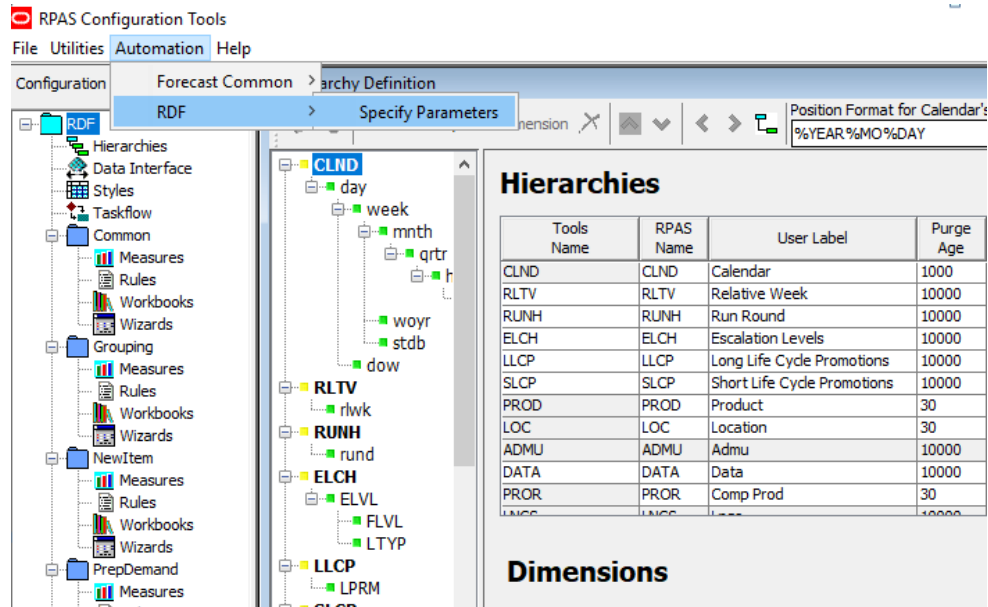 RPAS Configuration Tools
File Utilities Automation Help
Configuration
Forecast Common
archy Definition
RDF
Specify Parameters
mension
Position Format for Calendar's
%YEAR%MO%DAY
RDF
Hierarchies
Data Interface
Styles
Taskflow
Common
Measures
Rules
Workbooks
Wizards
Grouping
Measures
Rules
Workbooks
Wizards
NewItem
Measures
Rules
Workbooks
Wizards
PrepDemand
Measures
CLND
day
week
mnth
qrtr
h
woyr
stdb
dow
RLTV
rlwk
RUNH
rund
ELCH
ELVL
FLVL
LTYP
LLCP
LPRM
Hierarchies
Tools Name RPAS Name User Label Purge Age
CLND CLND Calendar 1000
RLTV RLTV Relative Week 10000
RUNH RUNH Run Round 10000
ELCH ELCH Escalation Levels 10000
LLCP LLCP Long Life Cycle Promotions 10000
SLCP SLCP Short Life Cycle Promotions 10000
PROD PROD Product 30
LOC LOC Location 30
ADMU ADMU Admu 10000
DATA DATA Data 10000
PROR PROR Comp Prod 30
Dimensions